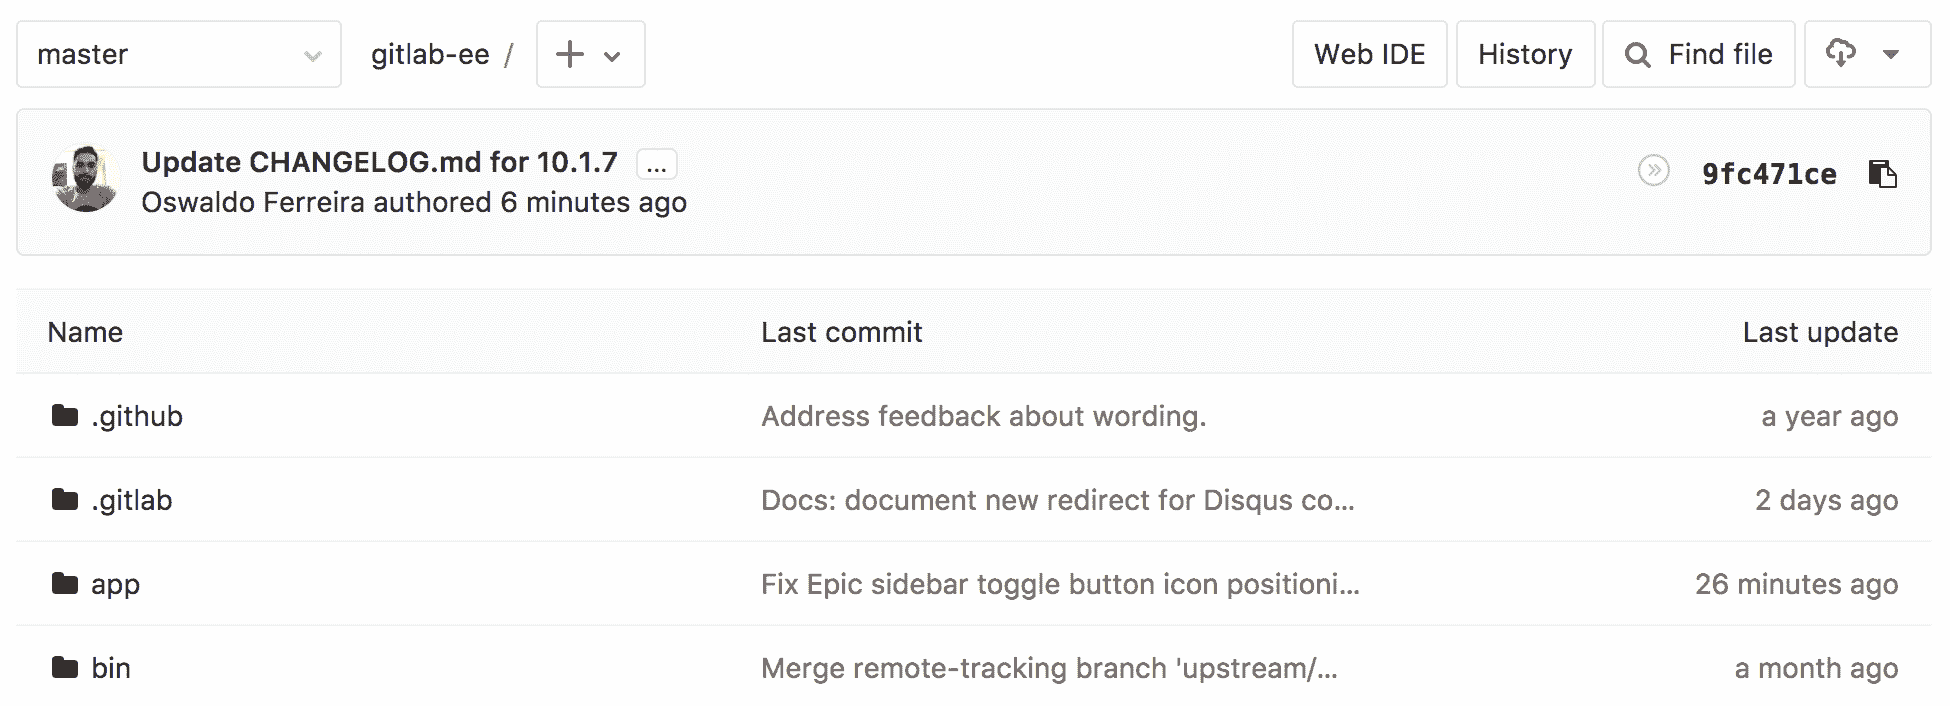 master gitlab-ee / Web IDE History Find file
Update CHANGELOG.md for 10.1.7 ...
9fc471ce
Oswaldo Ferreira authored 6 minutes ago
Name Last commit Last update
.github Address feedback about wording. a year ago
.gitlab Docs: document new redirect for Disqus co... 2 days ago
app Fix Epic sidebar toggle button icon positioni... 26 minutes ago
bin Merge remote-tracking branch 'upstream/... a month ago